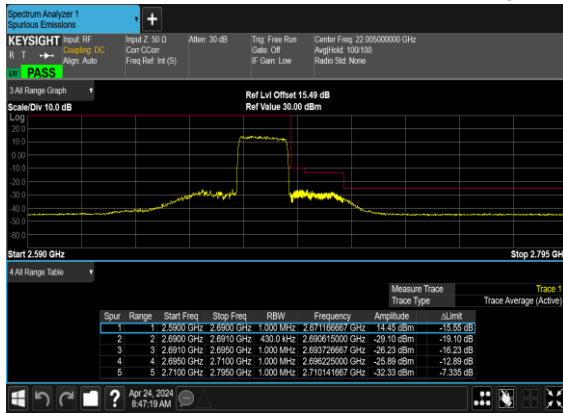 Spectrum Analyzer 1
Spurious Emissions
KEYSIGHT Input: RF Input Z: 50 Ω Atten: 30 dB Trig: Free Run Center Freq: 22.005000000 GHz
R T Coupling: DC Corr CCorr Gate: Off Avg|Hold: 100/100
Align: Auto Freq Ref: Int (S) IF Gain: Low Radio Std: None
PASS
3 All Range Graph
Ref Lvl Offset 15.49 dB
Scale/Div 10.0 dB Ref Value 30.00 dBm
Log
20.0
10.0
0.00
-10.0
-20.0
-30.0
-40.0
-50.0
-60.0
Start 2.590 GHz Stop 2.795 GH
4 All Range Table
Measure Trace Trace 1
Trace Type Trace Average (Active)
Spur Range Start Freq Stop Freq RBW Frequency Amplitude ΔLimit
1 1 2.5900 GHz 2.6900 GHz 1.000 MHz 2.671166667 GHz 14.45 dBm -15.55 dB
2 2 2.6900 GHz 2.6910 GHz 430.0 kHz 2.690615000 GHz -29.10 dBm -19.10 dB
3 3 2.6910 GHz 2.6950 GHz 1.000 MHz 2.693726667 GHz -26.23 dBm -16.23 dB
4 4 2.6950 GHz 2.7100 GHz 1.000 MHz 2.696225000 GHz -25.89 dBm -12.89 dB
5 5 2.7100 GHz 2.7950 GHz 1.000 MHz 2.710141667 GHz -32.33 dBm -7.335 dB
Apr 24, 2024
8:47:19 AM